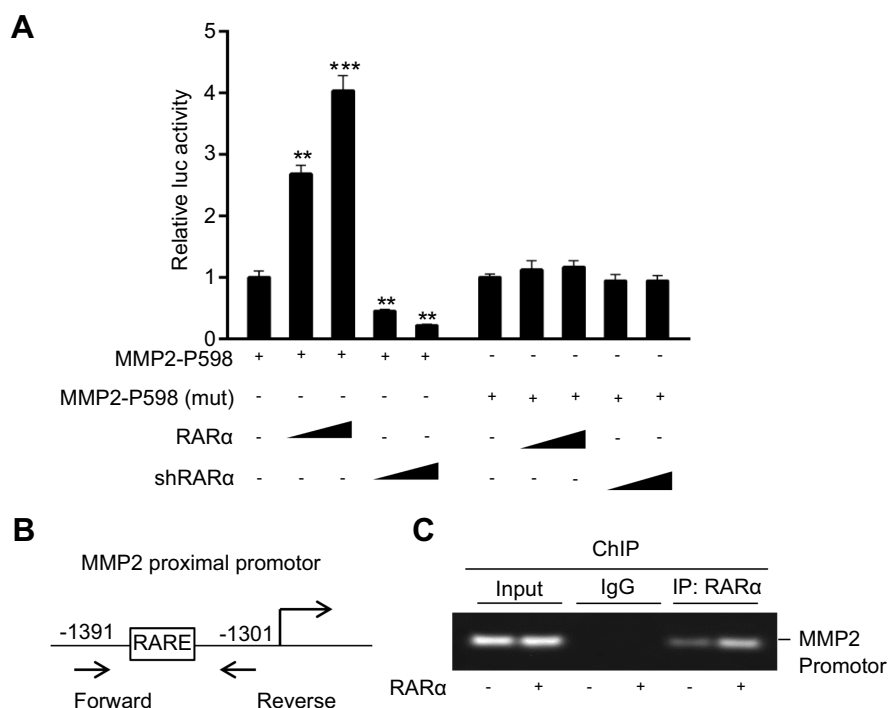 A
Relative luc activity
5
4
3
2
1
0
** *** ** **
MMP2-P598 + + + + + - - - - -
MMP2-P598 (mut) - - - - - + + + + +
RARα - - - - - -
shRARα - - - - - -
B
MMP2 proximal promotor
-1391 RARE -1301
Forward Reverse
C
ChIP
Input IgG IP: RARα
MMP2
Promotor
RARα - + - + - +